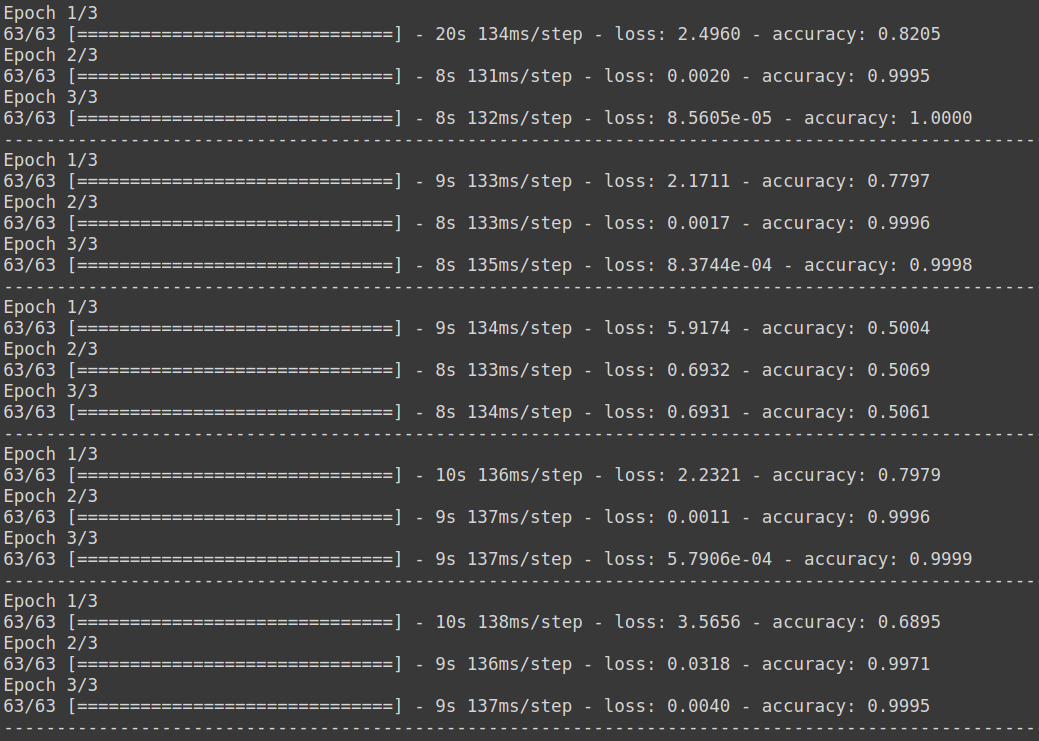 Epoch 1/3
63/63 [==============================] - 20s 134ms/step - loss: 2.4960 - accuracy: 0.8205
Epoch 2/3
63/63 [==============================] - 8s 131ms/step - loss: 0.0020 - accuracy: 0.9995
Epoch 3/3
63/63 [==============================] - 8s 132ms/step - loss: 8.5605e-05 - accuracy: 1.0000
---------------------------------------------------------------------------------------------------
Epoch 1/3
63/63 [==============================] - 9s 133ms/step - loss: 2.1711 - accuracy: 0.7797
Epoch 2/3
63/63 [==============================] - 8s 133ms/step - loss: 0.0017 - accuracy: 0.9996
Epoch 3/3
63/63 [==============================] - 8s 135ms/step - loss: 8.3744e-04 - accuracy: 0.9998
---------------------------------------------------------------------------------------------------
Epoch 1/3
63/63 [==============================] - 9s 134ms/step - loss: 5.9174 - accuracy: 0.5004
Epoch 2/3
63/63 [==============================] - 8s 133ms/step - loss: 0.6932 - accuracy: 0.5069
Epoch 3/3
63/63 [==============================] - 8s 134ms/step - loss: 0.6931 - accuracy: 0.5061
---------------------------------------------------------------------------------------------------
Epoch 1/3
63/63 [==============================] - 10s 136ms/step - loss: 2.2321 - accuracy: 0.7979
Epoch 2/3
63/63 [==============================] - 9s 137ms/step - loss: 0.0011 - accuracy: 0.9996
Epoch 3/3
63/63 [==============================] - 9s 137ms/step - loss: 5.7906e-04 - accuracy: 0.9999
---------------------------------------------------------------------------------------------------
Epoch 1/3
63/63 [==============================] - 10s 138ms/step - loss: 3.5656 - accuracy: 0.6895
Epoch 2/3
63/63 [==============================] - 9s 136ms/step - loss: 0.0318 - accuracy: 0.9971
Epoch 3/3
63/63 [==============================] - 9s 137ms/step - loss: 0.0040 - accuracy: 0.9995
---------------------------------------------------------------------------------------------------